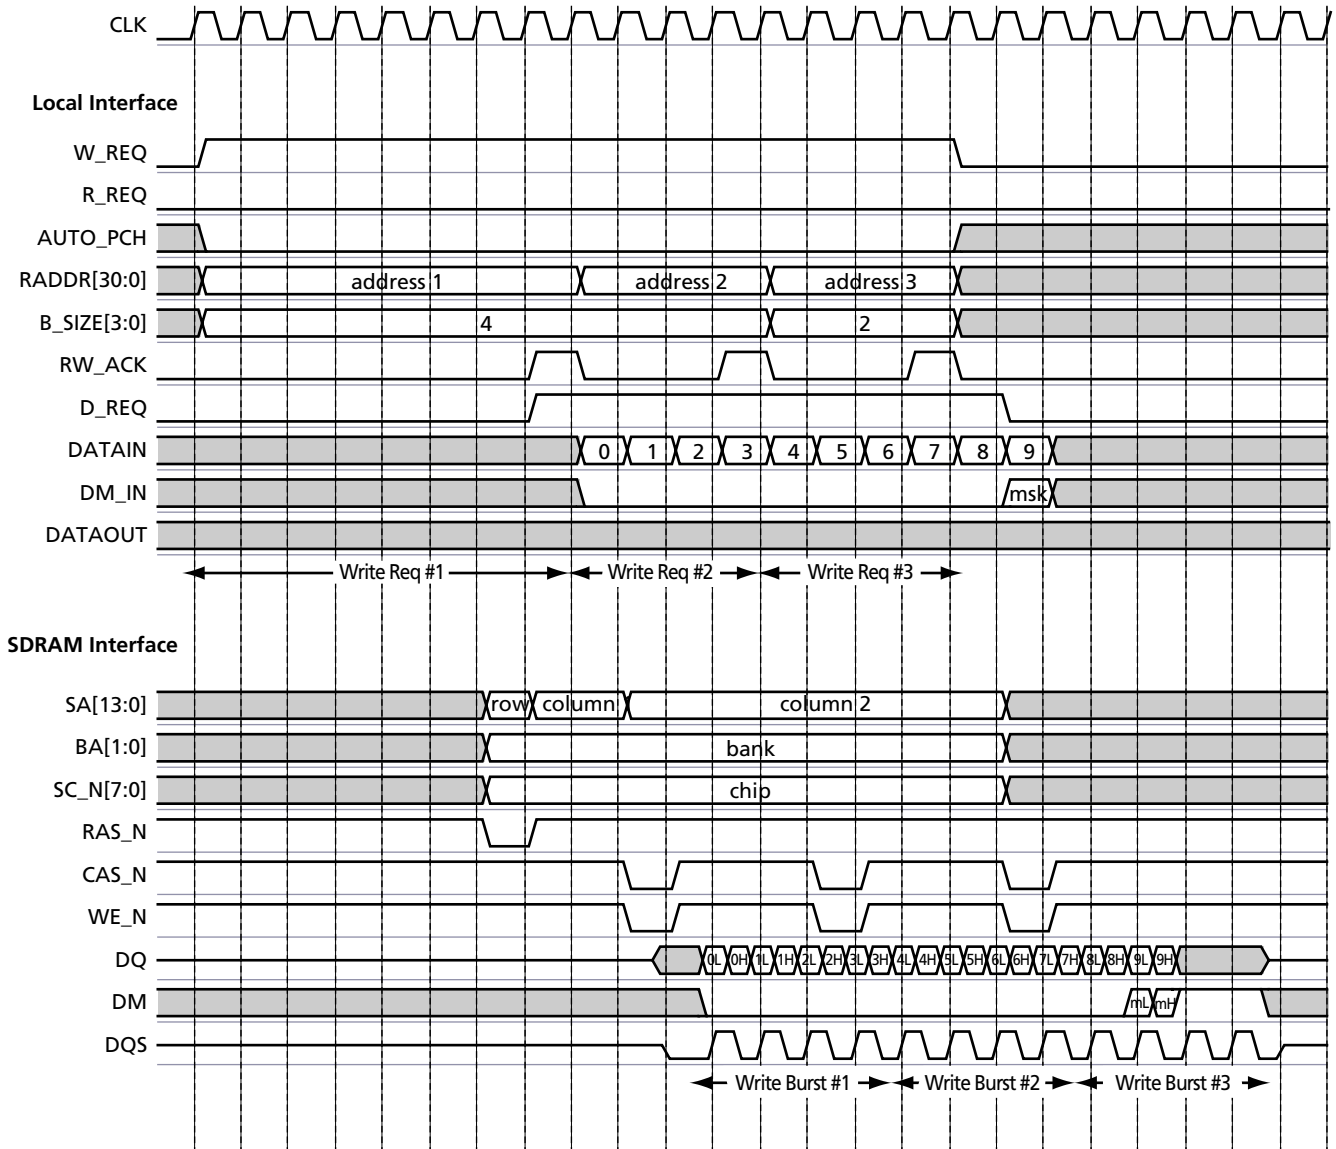 CLK
Local Interface
W_REQ
R_REQ
AUTO_PCH
RADDR[30:0] address 1 address 2 address 3
B_SIZE[3:0] 4 2
RW_ACK
D_REQ
DATAIN 0 1 2 3 4 5 6 7 8 9
DM_IN msk
DATAOUT
Write Req #1 Write Req #2 Write Req #3
SDRAM Interface
SA[13:0] row column column 2
BA[1:0] bank
SC_N[7:0] chip
RAS_N
CAS_N
WE_N
DQ 0L 0H 1L 1H 2L 2H 3L 3H 4L 4H 5L 5H 6L 6H 7L 7H 8L 8H 9L 9H
DM mL mH
DQS
Write Burst #1 Write Burst #2 Write Burst #3